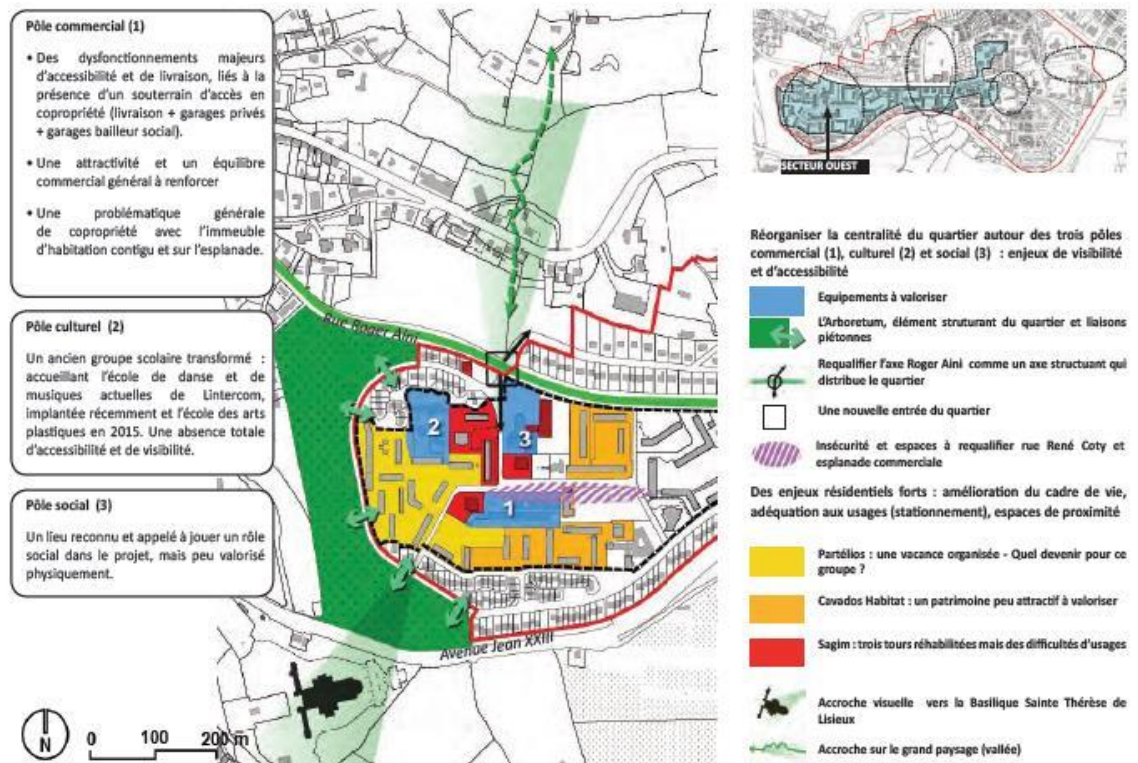 Pôle commercial (1)
• Des dysfonctionnements majeurs
d'accessibilité et de livraison, liés à la
présence d'un souterrain d'accès en
copropriété (livraison + garages privés
+ garages bailleur social).
• Une attractivité et un équilibre
commercial général à renforcer
• Une problématique générale
de copropriété avec l'immeuble
d'habitation contigu et sur l'esplanade.
Pôle culturel (2)
Un ancien groupe scolaire transformé :
accueillant l'école de danse et de
musiques actuelles de Lintercom,
implantée récemment et l'école des arts
plastiques en 2015. Une absence totale
d'accessibilité et de visibilité.
Pôle social (3)
Un lieu reconnu et appelé à jouer un rôle
social dans le projet, mais peu valorisé
physiquement.
N
0 100 200 m
Rue Roger Aini
2
3
1
Avenue Jean XXIII
SECTEUR OUEST
Réorganiser la centralité du quartier autour des trois pôles
commercial (1), culturel (2) et social (3) : enjeux de visibilité
et d'accessibilité
Equipements à valoriser
L'Arboretum, élément struturant du quartier et liaisons
piétonnes
Requalifier l'axe Roger Aini comme un axe structuant qui
distribue le quartier
Une nouvelle entrée du quartier
Insécurité et espaces à requalifier rue René Coty et
esplanade commerciale
Des enjeux résidentiels forts : amélioration du cadre de vie,
adéquation aux usages (stationnement), espaces de proximité
Partélios : une vacance organisée - Quel devenir pour ce
groupe ?
Cavados Habitat : un patrimoine peu attractif à valoriser
Sagim : trois tours réhabilitées mais des difficultés d'usages
Accroche visuelle vers la Basilique Sainte Thérèse de
Lisieux
Accroche sur le grand paysage (vallée)